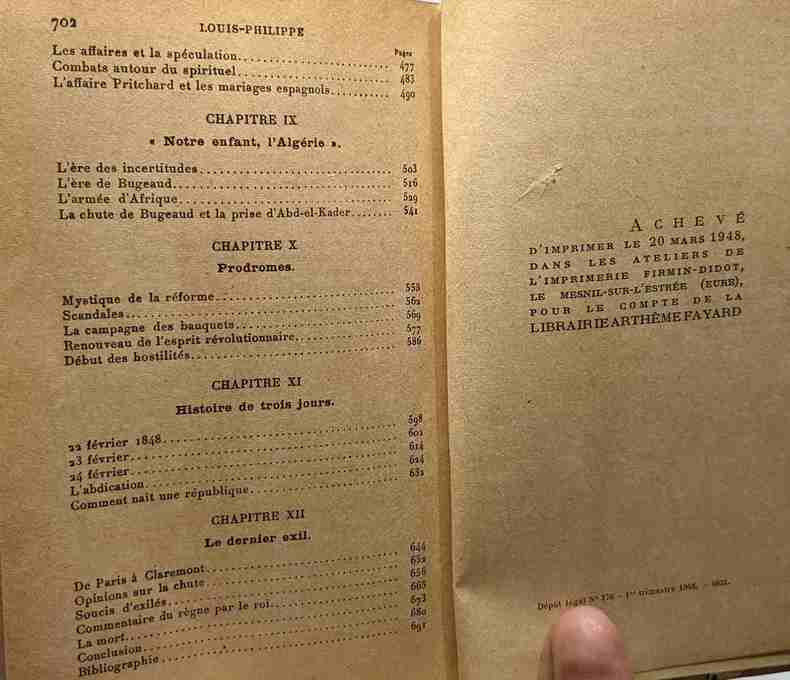 702 LOUIS-PHILIPPE
Pages
Les affaires et la spéculation........................ 477
Combats autour du spirituel........................ 483
L'affaire Pritchard et les mariages espagnols........... 490
CHAPITRE IX
« Notre enfant, l'Algérie ».
L'ère des incertitudes.............................. 503
L'ère de Bugeaud.................................. 516
L'armée d'Afrique................................. 529
La chute de Bugeaud et la prise d'Abd-el-Kader........ 541
CHAPITRE X
Prodromes.
Mystique de la réforme............................. 553
Scandales......................................... 562
La campagne des banquets.......................... 569
Renouveau de l'esprit révolutionnaire................ 577
Début des hostilités................................ 586
CHAPITRE XI
Histoire de trois jours.
22 février 1848.................................... 598
23 février......................................... 602
24 février......................................... 614
L'abdication....................................... 624
Comment naît une république........................ 632
CHAPITRE XII
Le dernier exil.
De Paris à Claremont............................... 644
Opinions sur la chute............................... 652
Soucis d'exilés..................................... 656
Commentaire du règne par le roi..................... 665
La mort........................................... 673
Conclusion........................................ 680
Bibliographie...................................... 691
ACHEVÉ
D'IMPRIMER LE 20 MARS 1948,
DANS LES ATELIERS DE
L'IMPRIMERIE FIRMIN-DIDOT,
LE MESNIL-SUR-L'ESTRÉE (EURE),
POUR LE COMPTE DE LA
LIBRAIRIE ARTHÈME FAYARD
Dépôt légal N° - 1er trimestre 1948. -